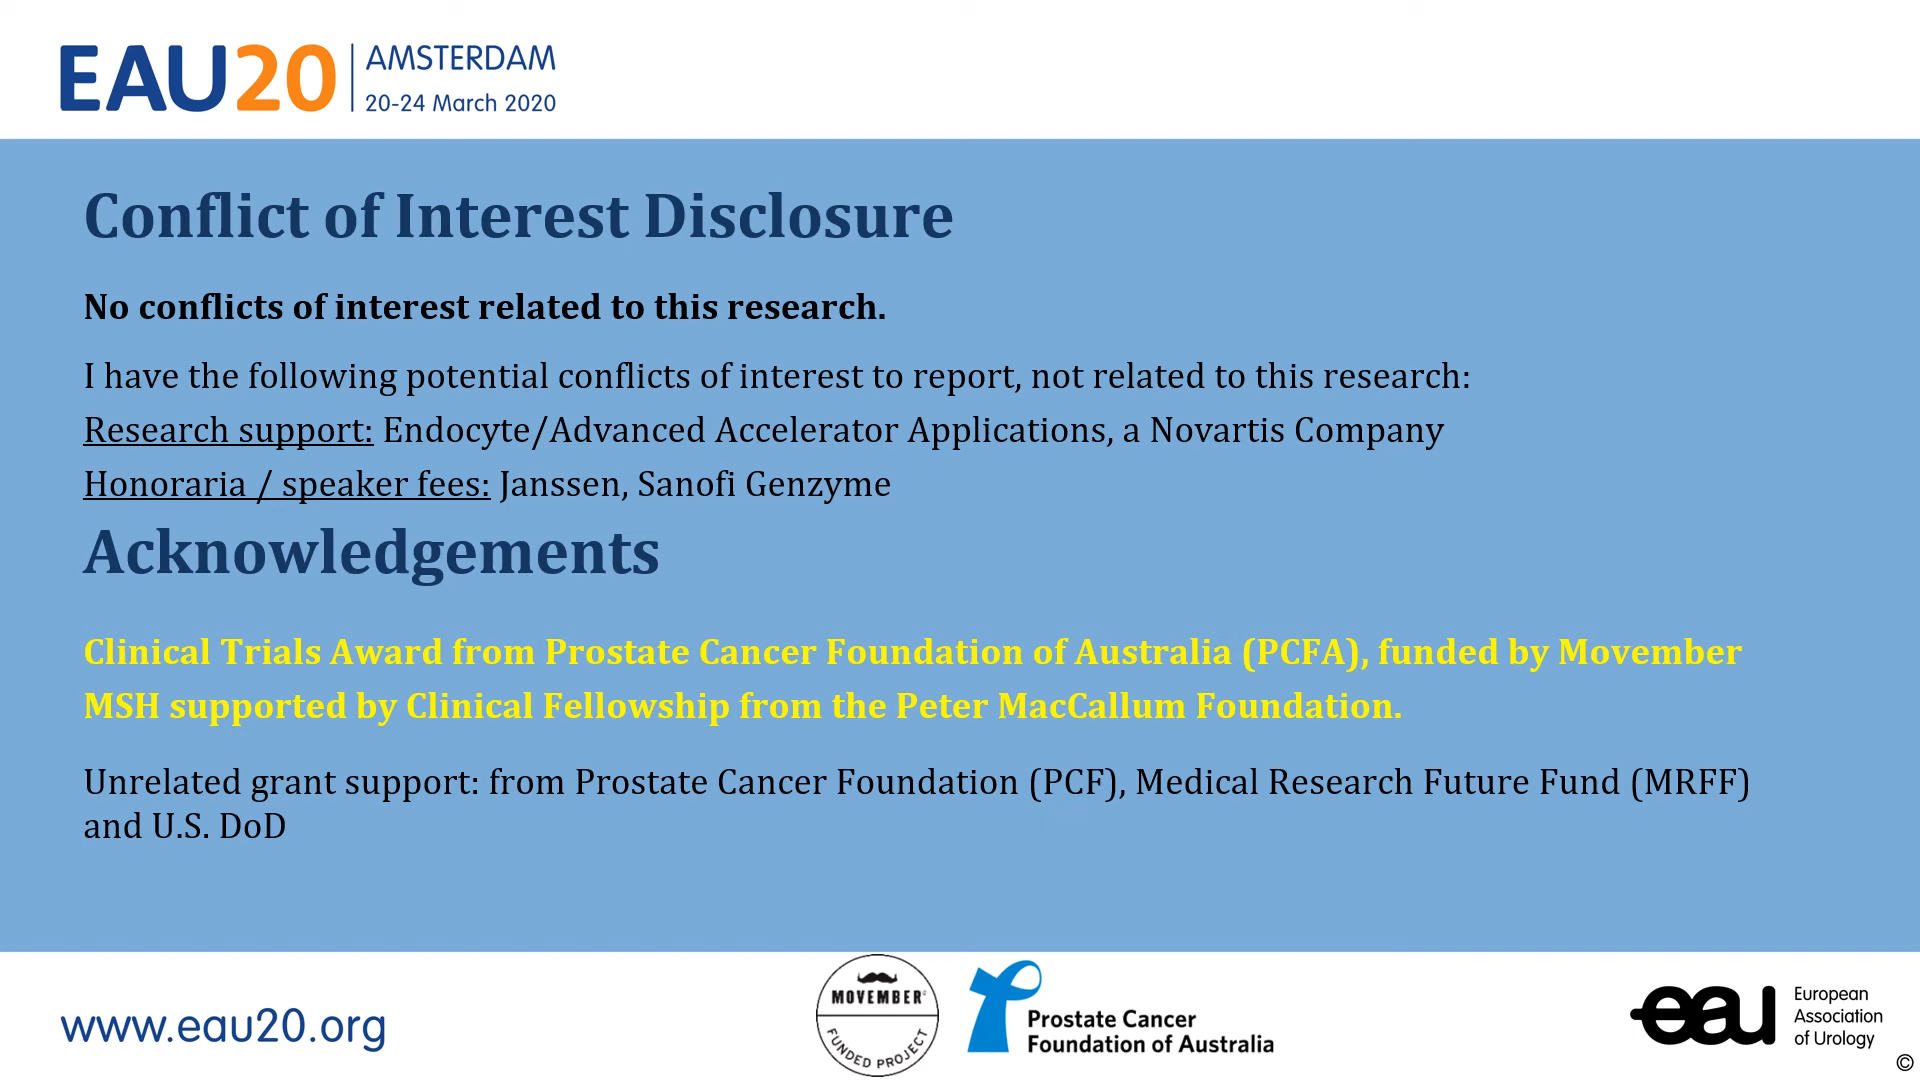 EAU20 AMSTERDAM
20-24 March 2020
Conflict of Interest Disclosure
No conflicts of interest related to this research.
I have the following potential conflicts of interest to report, not related to this research:
Research support: Endocyte/Advanced Accelerator Applications, a Novartis Company
Honoraria / speaker fees: Janssen, Sanofi Genzyme
Acknowledgements
Clinical Trials Award from Prostate Cancer Foundation of Australia (PCFA), funded by Movember
MSH supported by Clinical Fellowship from the Peter MacCallum Foundation.
Unrelated grant support: from Prostate Cancer Foundation (PCF), Medical Research Future Fund (MRFF)
and U.S. DoD
www.eau20.org
MOVEMBER®
FUNDED PROJECT
Prostate Cancer
Foundation of Australia
eau
European
Association
of Urology
©